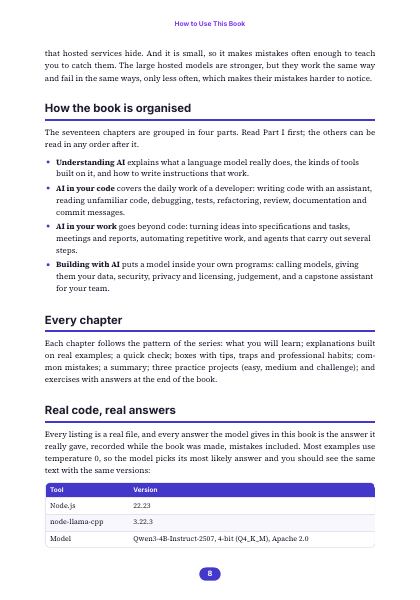 How to Use This Book
that hosted services hide. And it is small, so it makes mistakes often enough to teach
you to catch them. The large hosted models are stronger, but they work the same way
and fail in the same ways, only less often, which makes their mistakes harder to notice.
How the book is organised
The seventeen chapters are grouped in four parts. Read Part I first; the others can be
read in any order after it.
• Understanding AI explains what a language model really does, the kinds of tools
built on it, and how to write instructions that work.
• AI in your code covers the daily work of a developer: writing code with an assistant,
reading unfamiliar code, debugging, tests, refactoring, review, documentation and
commit messages.
• AI in your work goes beyond code: turning ideas into specifications and tasks,
meetings and reports, automating repetitive work, and agents that carry out several
steps.
• Building with AI puts a model inside your own programs: calling models, giving
them your data, security, privacy and licensing, judgement, and a capstone assistant
for your team.
Every chapter
Each chapter follows the pattern of the series: what you will learn; explanations built
on real examples; a quick check; boxes with tips, traps and professional habits; com-
mon mistakes; a summary; three practice projects (easy, medium and challenge); and
exercises with answers at the end of the book.
Real code, real answers
Every listing is a real file, and every answer the model gives in this book is the answer it
really gave, recorded while the book was made, mistakes included. Most examples use
temperature 0, so the model picks its most likely answer and you should see the same
text with the same versions:
Tool Version
Node.js 22.23
node-llama-cpp 3.22.3
Model Qwen3-4B-Instruct-2507, 4-bit (Q4_K_M), Apache 2.0
8